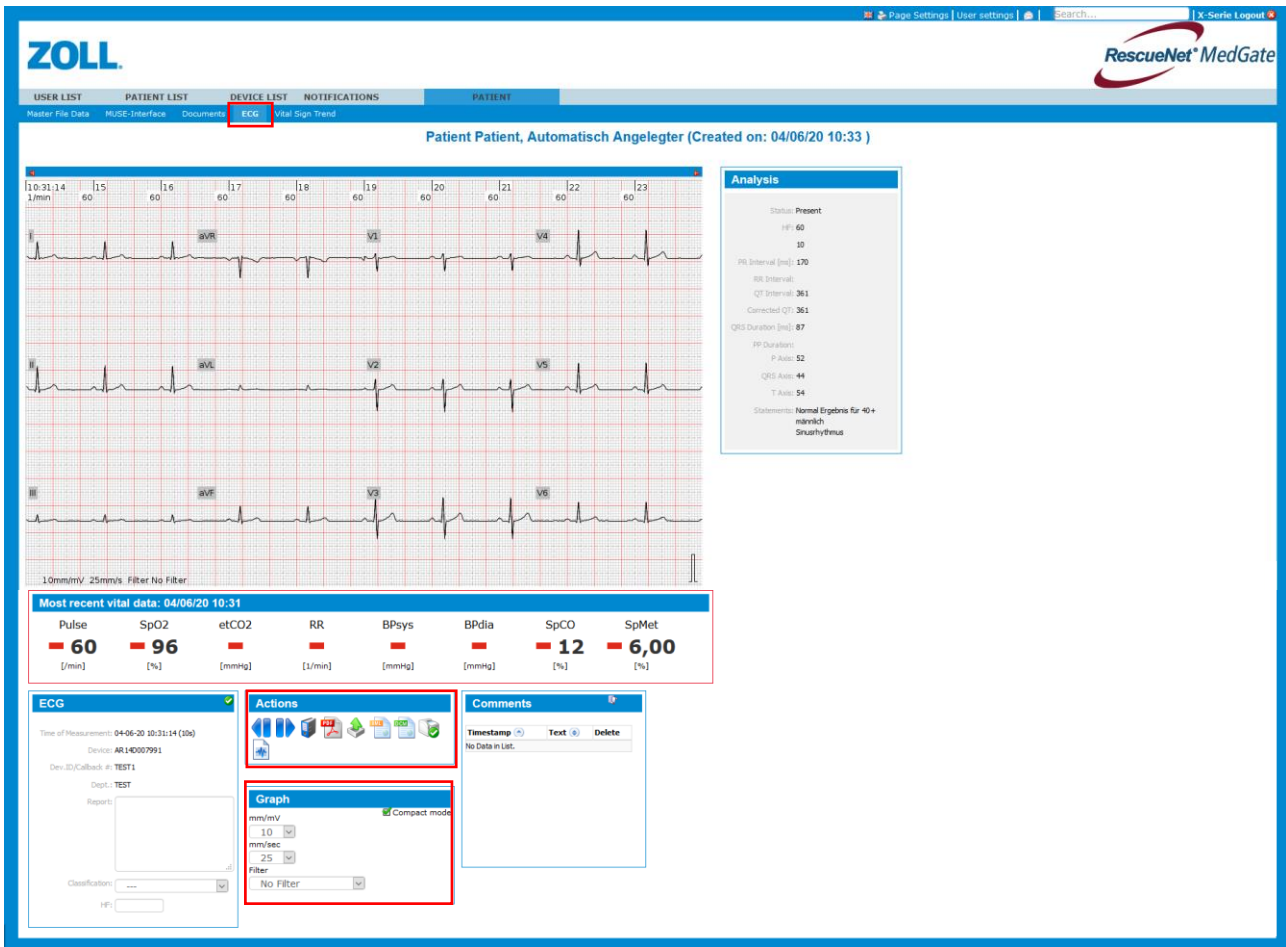 Page Settings | User settings | | Search... | X-Serie Logout
ZOLL.
RescueNet® MedGate
USER LIST PATIENT LIST DEVICE LIST NOTIFICATIONS PATIENT
Master File Data MUSE-Interface Documents ECG Vital Sign Trend
Patient Patient, Automatisch Angelegter (Created on: 04/06/20 10:33 )
10:31:14 15 16 17 18 19 20 21 22 23
1/min 60 60 60 60 60 60 60 60 60
I aVR V1 V4
II aVL V2 V5
III aVF V3 V6
10mm/mV 25mm/s Filter No Filter
Analysis
Status: Present
HF: 60
10
PR Interval [ms]: 170
RR Interval:
QT Interval: 361
Corrected QT: 361
QRS Duration [ms]: 87
PP Duration:
P Axis: 52
QRS Axis: 44
T Axis: 54
Statements: Normal Ergebnis für 40+
männlich
Sinusrhythmus
Most recent vital data: 04/06/20 10:31
Pulse SpO2 etCO2 RR BPsys BPdia SpCO SpMet
60 96 12 6,00
[/min] [%] [mmHg] [1/min] [mmHg] [mmHg] [%] [%]
ECG
Time of Measurement: 04-06-20 10:31:14 (10s)
Device: AR14D007991
Dev.ID/Callback #: TEST1
Dept.: TEST
Report:
Classification: ---
HF:
Actions
PDF DCM
Graph
Compact mode
mm/mV
10
mm/sec
25
Filter
No Filter
Comments
Timestamp Text Delete
No Data in List.